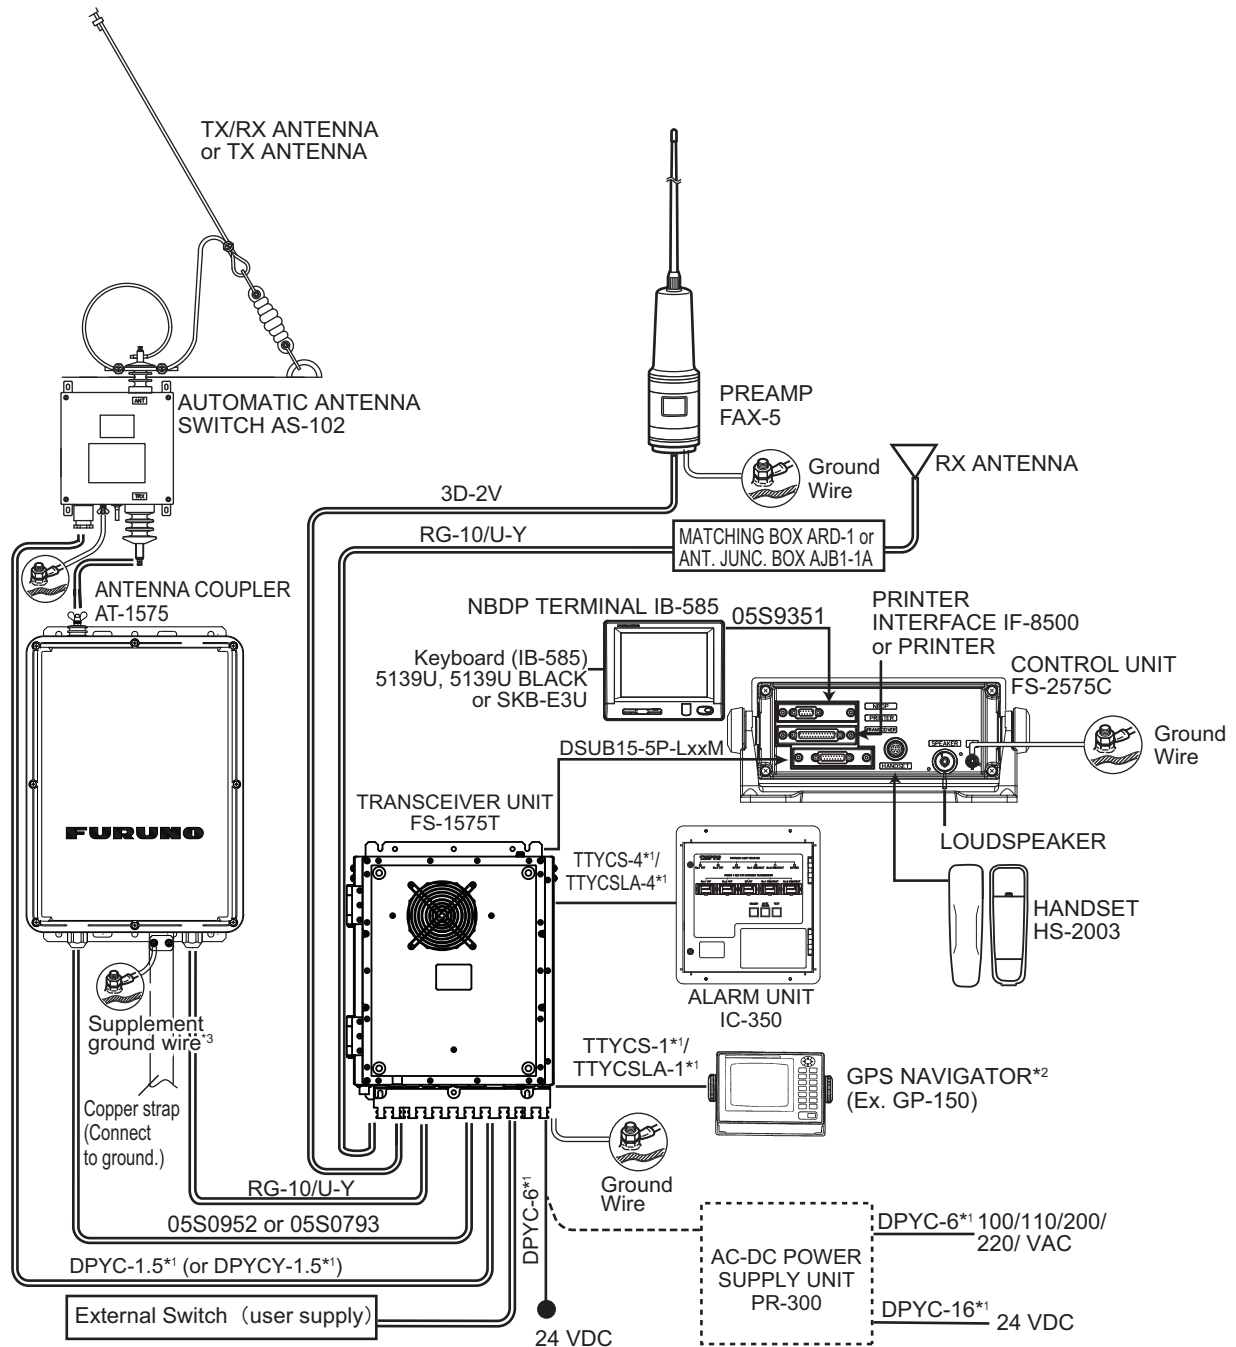 TX/RX ANTENNA
or TX ANTENNA
AUTOMATIC ANTENNA
SWITCH AS-102
ANT
TRX
PREAMP
FAX-5
Ground
Wire
RX ANTENNA
3D-2V
RG-10/U-Y
MATCHING BOX ARD-1 or
ANT. JUNC. BOX AJB1-1A
ANTENNA COUPLER
AT-1575
NBDP TERMINAL IB-585
05S9351
PRINTER
INTERFACE IF-8500
or PRINTER
Keyboard (IB-585)
5139U, 5139U BLACK
or SKB-E3U
CONTROL UNIT
FS-2575C
NBDP
PRINTER
TRANSCEIVER
SPEAKER
HANDSET
Ground
Wire
DSUB15-5P-LxxM
TRANSCEIVER UNIT
FS-1575T
LOUDSPEAKER
FURUNO
TTYCS-4*1/
TTYCSLA-4*1
HANDSET
HS-2003
ALARM UNIT
IC-350
Supplement
ground wire*3
TTYCS-1*1/
TTYCSLA-1*1
GPS NAVIGATOR*2
(Ex. GP-150)
Copper strap
(Connect
to ground.)
Ground
Wire
RG-10/U-Y
05S0952 or 05S0793
DPYC-6*1
DPYC-1.5*1 (or DPYCY-1.5*1)
External Switch (user supply)
24 VDC
AC-DC POWER
SUPPLY UNIT
PR-300
DPYC-6*1 100/110/200/
220/ VAC
DPYC-16*1 24 VDC